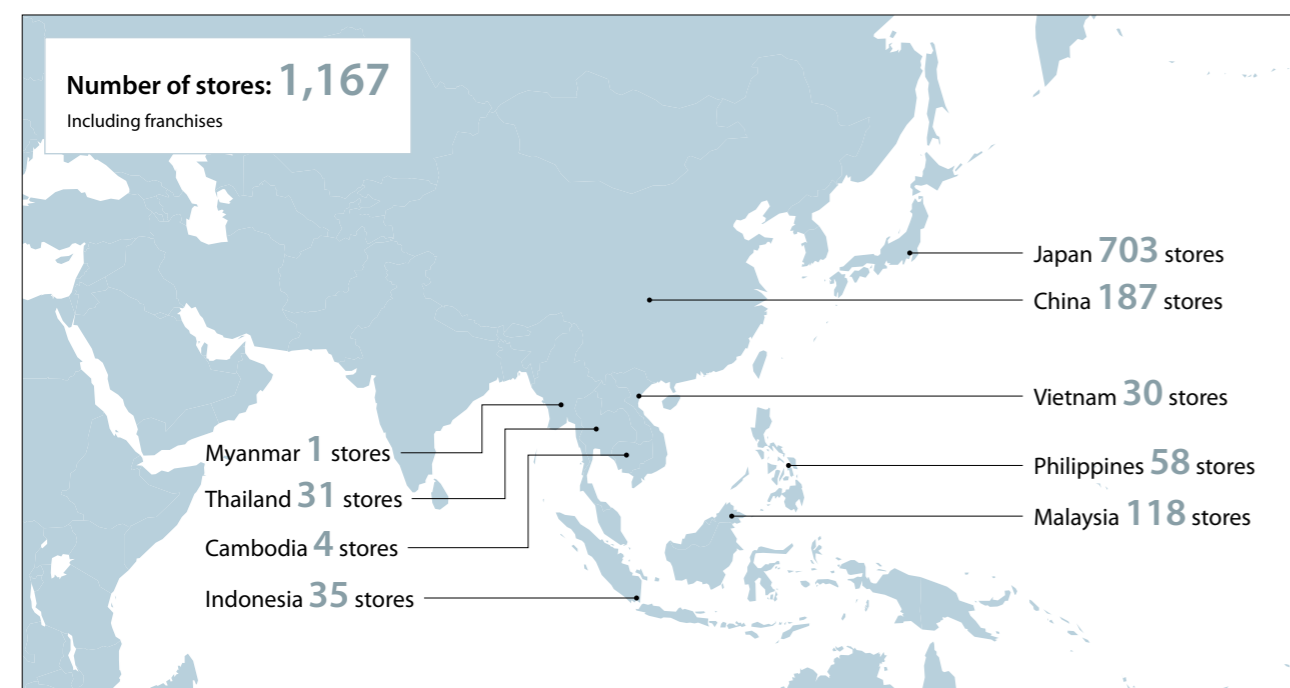 Number of stores: 1,167
Including franchises
Japan 703 stores
China 187 stores
Vietnam 30 stores
Philippines 58 stores
Malaysia 118 stores
Myanmar 1 stores
Thailand 31 stores
Cambodia 4 stores
Indonesia 35 stores